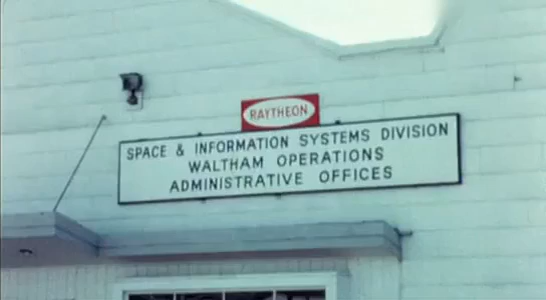 RAYTHEON
SPACE & INFORMATION SYSTEMS DIVISION
WALTHAM OPERATIONS
ADMINISTRATIVE OFFICES